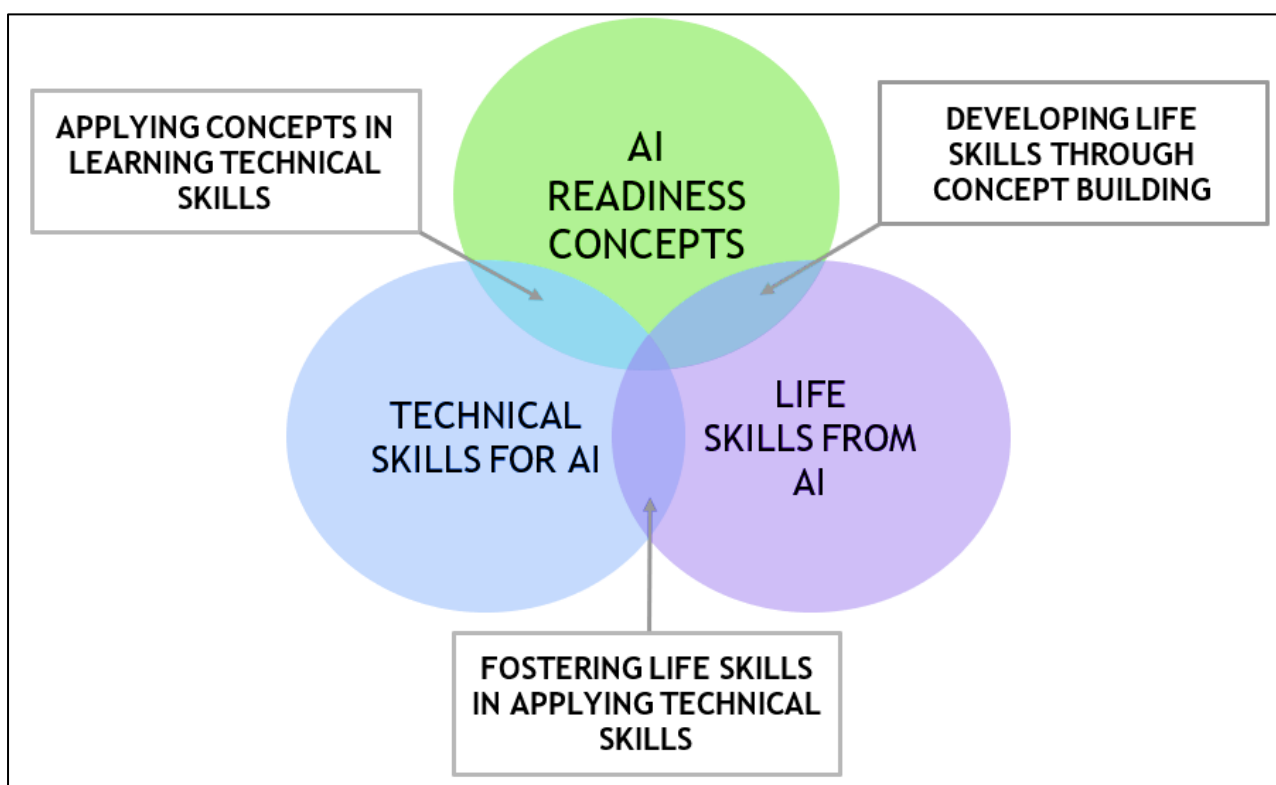 APPLYING CONCEPTS IN
LEARNING TECHNICAL
SKILLS
AI
READINESS
CONCEPTS
DEVELOPING LIFE
SKILLS THROUGH
CONCEPT BUILDING
TECHNICAL
SKILLS FOR AI
LIFE
SKILLS FROM
AI
FOSTERING LIFE SKILLS
IN APPLYING TECHNICAL
SKILLS